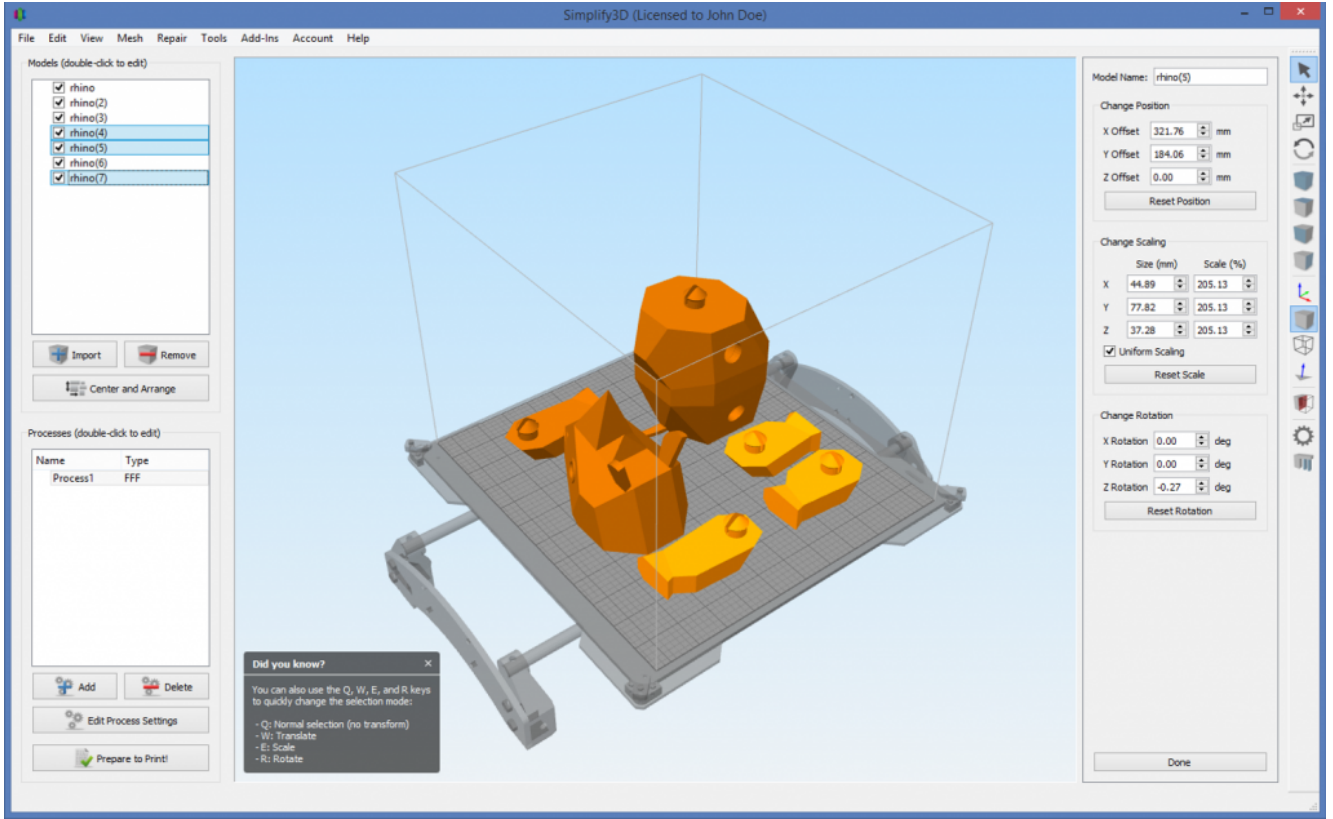 Simplify3D (Licensed to John Doe)
File Edit View Mesh Repair Tools Add-Ins Account Help
Models (double-click to edit)
rhino
rhino(2)
rhino(3)
rhino(4)
rhino(5)
rhino(6)
rhino(7)
Import Remove
Center and Arrange
Processes (double-click to edit)
Name Type
Process1 FFF
Add Delete
Edit Process Settings
Prepare to Print!
Did you know?
You can also use the Q, W, E, and R keys
to quickly change the selection mode:
- Q: Normal selection (no transform)
- W: Translate
- E: Scale
- R: Rotate
Model Name: rhino(5)
Change Position
X Offset 321.76 mm
Y Offset 184.06 mm
Z Offset 0.00 mm
Reset Position
Change Scaling
Size (mm) Scale (%)
X 44.89 205.13
Y 77.82 205.13
Z 37.28 205.13
Uniform Scaling
Reset Scale
Change Rotation
X Rotation 0.00 deg
Y Rotation 0.00 deg
Z Rotation -0.27 deg
Reset Rotation
Done